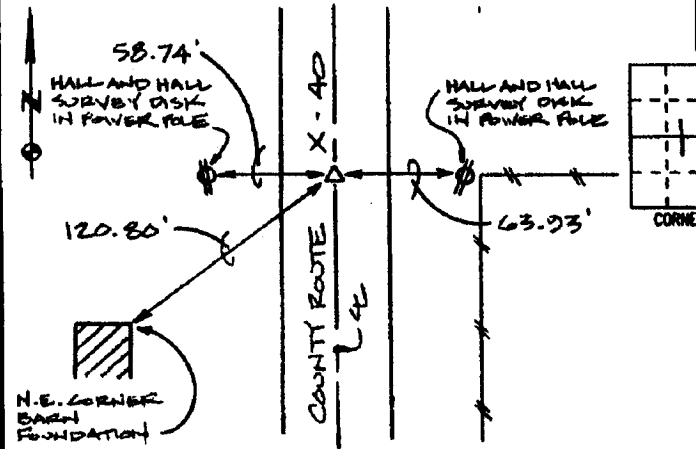 58.74'
HALL AND HALL
SURVEY DISK
IN POWER POLE
N
COUNTY ROUTE X-40
HALL AND HALL
SURVEY DISK
IN POWER POLE
63.93'
120.80'
℄
N.E. CORNER
BARN
FOUNDATION
CORNE